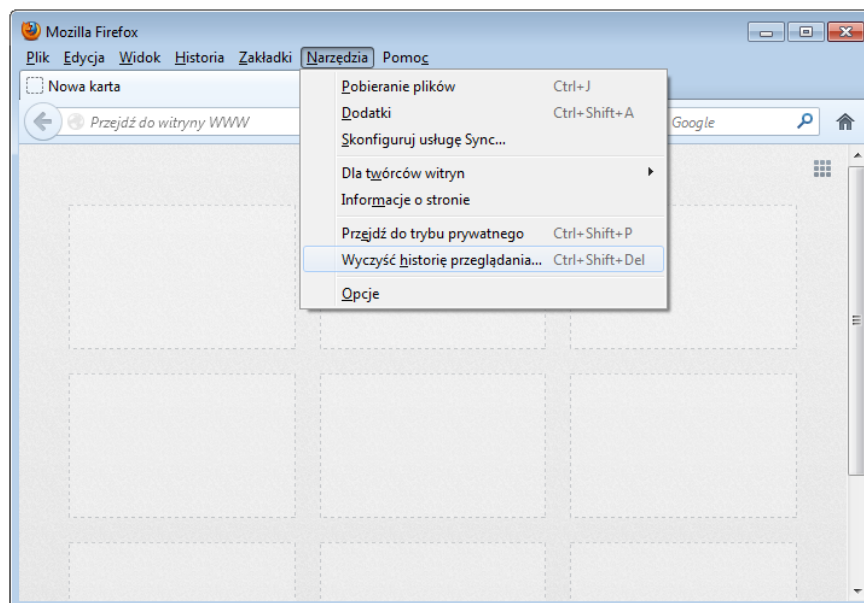 Mozilla Firefox
Plik Edycja Widok Historia Zakładki Narzędzia Pomoc
Nowa karta
Przejdź do witryny WWW
Google
Pobieranie plików Ctrl+J
Dodatki Ctrl+Shift+A
Skonfiguruj usługę Sync...
Dla twórców witryn
Informacje o stronie
Przejdź do trybu prywatnego Ctrl+Shift+P
Wyczyść historię przeglądania... Ctrl+Shift+Del
Opcje